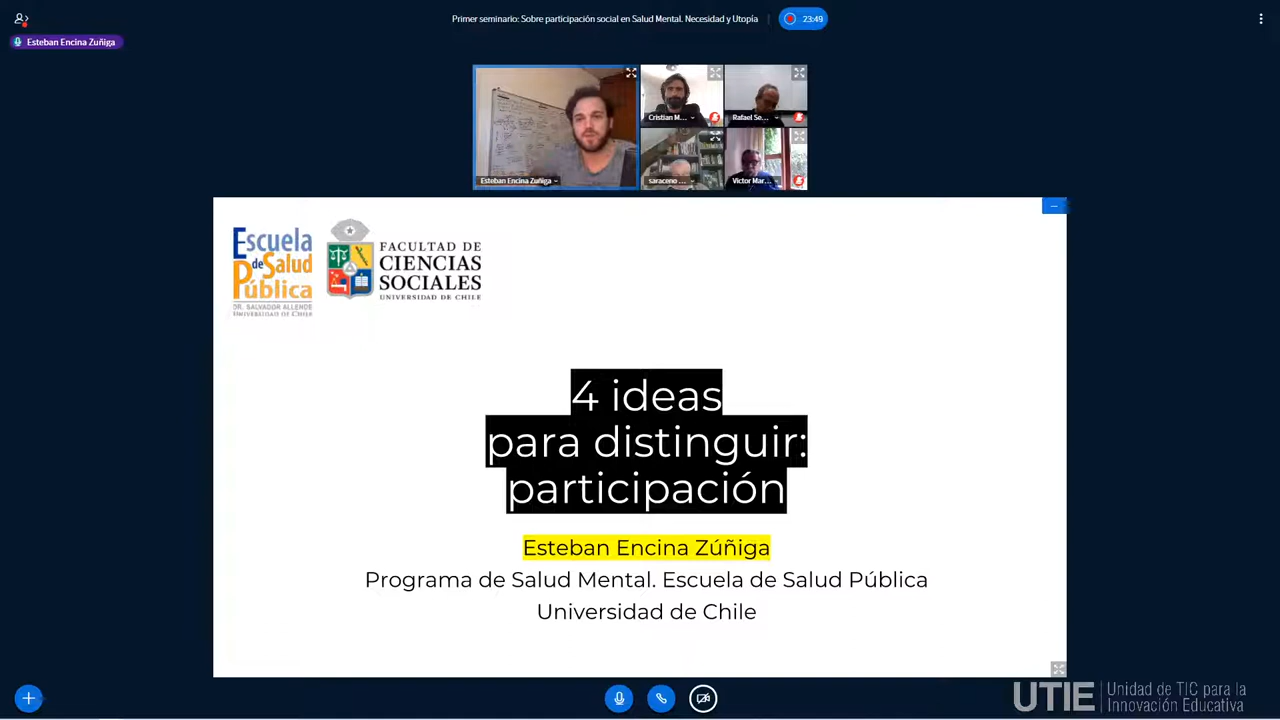 Primer seminario: Sobre participación social en Salud Mental. Necesidad y Utopía
23:49
Esteban Encina Zuñiga
Cristian M...
Rafael Se...
Esteban Encina Zuñiga
saraceno ...
Victor Mar...
Escuela
de Salud
Pública
DR. SALVADOR ALLENDE
UNIVERSIDAD DE CHILE
FACULTAD DE
CIENCIAS
SOCIALES
UNIVERSIDAD DE CHILE
4 ideas
para distinguir:
participación
Esteban Encina Zúñiga
Programa de Salud Mental. Escuela de Salud Pública
Universidad de Chile
UTIE
Unidad de TIC para la
Innovación Educativa